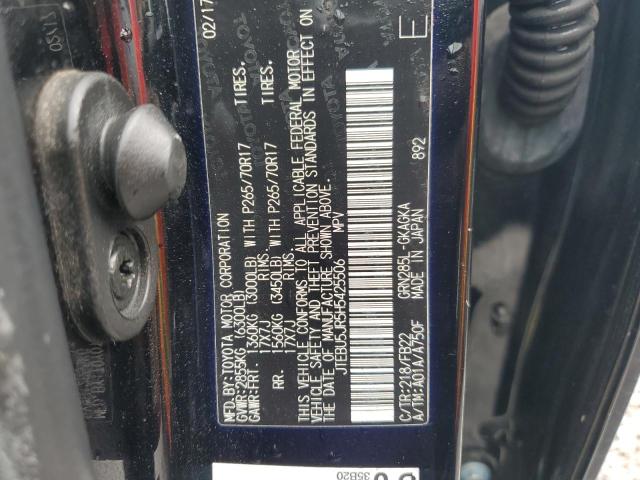 MFD.BY:TOYOTA MOTOR CORPORATION 02/17
GVWR:2855KG (6300LB)
GAWR:FRT. 1360KG (3000LB) WITH P265/70R17 TIRES.
17X7J RIMS.
RR. 1560KG (3450LB) WITH P265/70R17 TIRES.
17X7J RIMS.
THIS VEHICLE CONFORMS TO ALL APPLICABLE FEDERAL MOTOR
VEHICLE SAFETY AND THEFT PREVENTION STANDARDS IN EFFECT ON
THE DATE OF MANUFACTURE SHOWN ABOVE.
JTEBU5JR5H5425506 MPV
C/TR:218/FB22 GRN285L-GKAGKA 892 E
A/TM:A01A/A750F MADE IN JAPAN
35B20